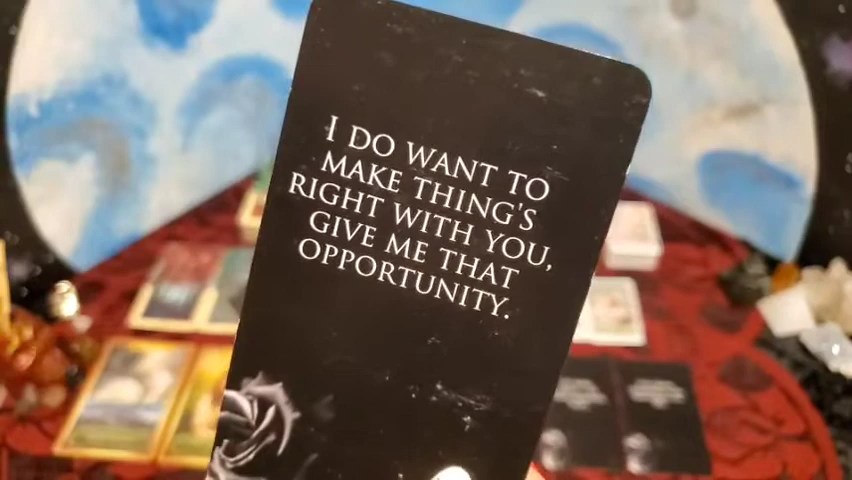 I DO WANT TO
MAKE THING'S
RIGHT WITH YOU,
GIVE ME THAT
OPPORTUNITY.